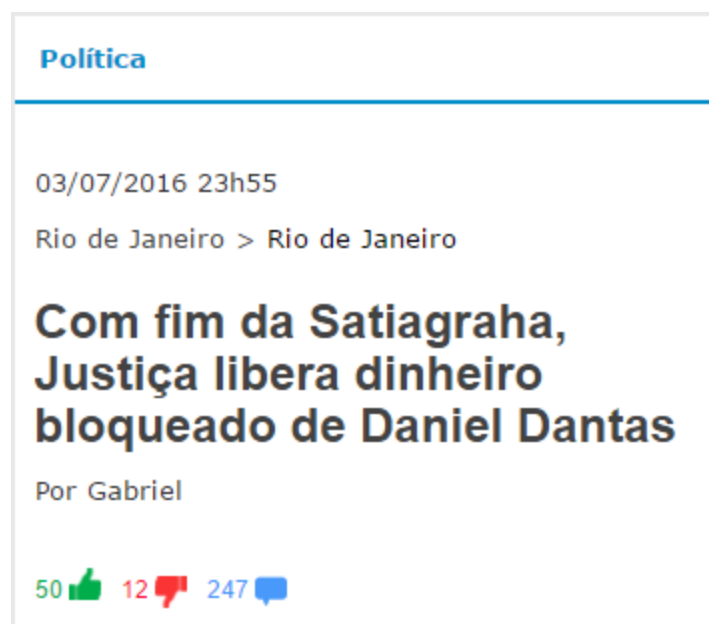 Política
03/07/2016 23h55
Rio de Janeiro > Rio de Janeiro
Com fim da Satiagraha,
Justiça libera dinheiro
bloqueado de Daniel Dantas
Por Gabriel
50 12 247